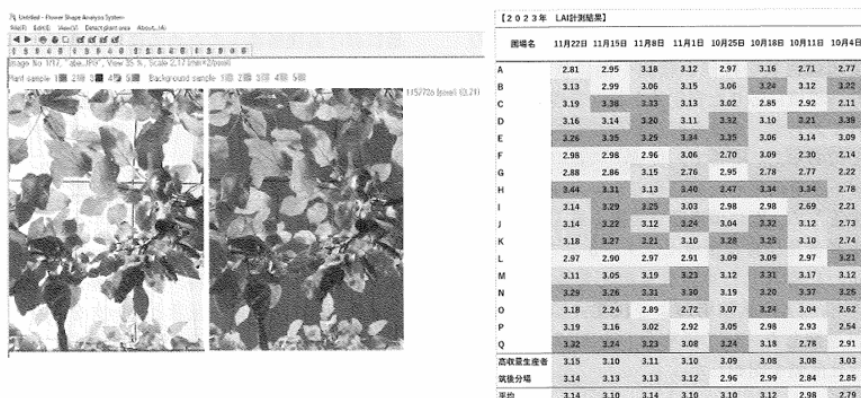 Untitled - Flower Shape Analysis System
File(F) Edit(E) View(V) Detect plant area About...(A)
Image No. 1/17, View 35 %, Scale
Plant sample 1 2 3 4 5 Background sample 1 2 3 4 5
【2023年 LAI計測結果】
圃場名 11月22日 11月15日 11月8日 11月1日 10月25日 10月18日 10月11日 10月4日
A 2.81 2.95 3.18 3.12 2.97 3.16 2.71 2.77
B 3.13 2.99 3.06 3.15 3.06 3.24 3.12 3.22
C 3.19 3.38 3.33 3.13 3.02 2.85 2.92 2.11
D 3.16 3.14 3.20 3.11 3.32 3.10 3.21 3.39
E 3.26 3.35 3.25 3.34 3.35 3.06 3.14 3.09
F 2.98 2.98 2.96 3.06 2.70 3.09 2.30 2.14
G 2.88 2.86 3.15 2.76 2.95 2.78 2.77 2.22
H 3.44 3.31 3.13 3.40 2.47 3.34 3.34 2.78
I 3.14 3.29 3.25 3.03 2.98 2.98 2.69 2.21
J 3.14 3.22 3.12 3.24 3.04 3.32 3.12 2.73
K 3.18 3.27 3.21 3.10 3.28 3.25 3.10 2.74
L 2.97 2.90 2.97 2.91 3.09 3.09 2.97 3.21
M 3.11 3.05 3.19 3.23 3.12 3.31 3.17 3.12
N 3.29 3.26 3.31 3.30 3.19 3.20 3.37 3.25
O 3.18 2.24 2.89 2.72 3.07 3.24 3.04 2.62
P 3.19 3.16 3.02 2.92 3.05 2.98 2.93 2.54
Q 3.32 3.24 3.23 3.08 3.24 3.18 2.76 2.91
高収量生産者 3.15 3.10 3.11 3.10 3.09 3.08 3.08 3.03
筑後分場 3.14 3.13 3.13 3.12 2.96 2.99 2.84 2.85
平均 3.14 3.10 3.14 3.10 3.10 3.12 2.98 2.79